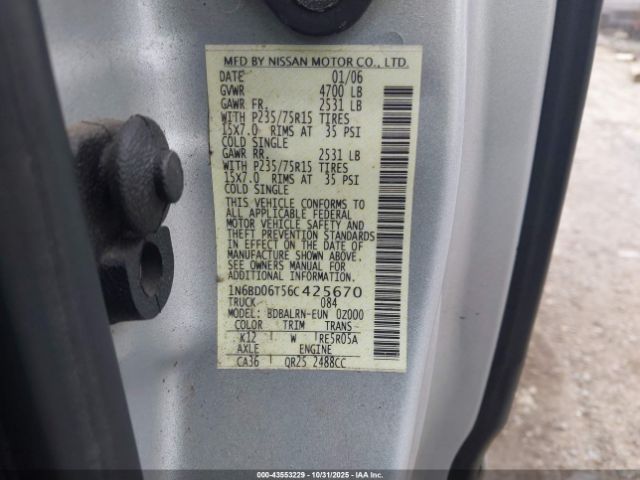 MFD BY NISSAN MOTOR CO., LTD.
DATE 01/06
GVWR 4700 LB
GAWR FR. 2531 LB
WITH P235/75R15 TIRES
15X7.0 RIMS AT 35 PSI
COLD SINGLE
GAWR RR. 2531 LB
WITH P235/75R15 TIRES
15X7.0 RIMS AT 35 PSI
COLD SINGLE
THIS VEHICLE CONFORMS TO
ALL APPLICABLE FEDERAL
MOTOR VEHICLE SAFETY AND
THEFT PREVENTION STANDARDS
IN EFFECT ON THE DATE OF
MANUFACTURE SHOWN ABOVE.
SEE OWNERS MANUAL FOR
ADDITIONAL INFORMATION
1N6BD06T56C425670
TRUCK 084
MODEL: BDBALRN-EUN 0Z000
COLOR TRIM TRANS
K12 W RE5R05A
AXLE ENGINE
CA36 QR25 2488CC
000-43553229 - 10/31/2025 - IAAI, Inc.